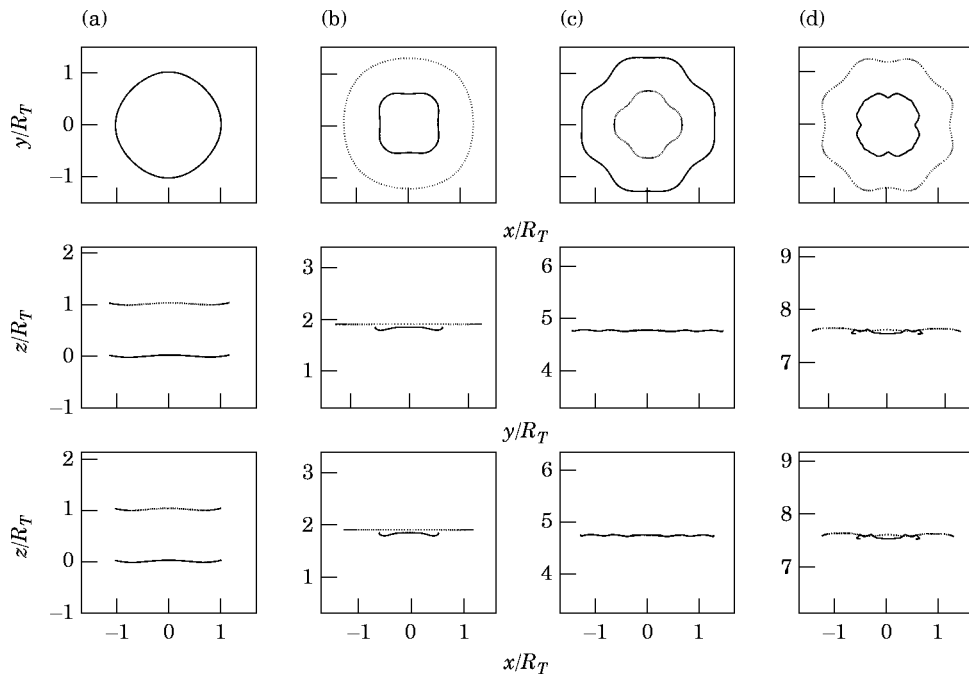 (a) (b) (c) (d)
y/R_T
1
0
–1
x/R_T
z/R_T
2 3 6 9
1 2 5 8
0 1 4 7
–1
y/R_T
z/R_T
2 3 6 9
1 2 5 8
0 1 4 7
–1
–1 0 1 –1 0 1 –1 0 1 –1 0 1
x/R_T